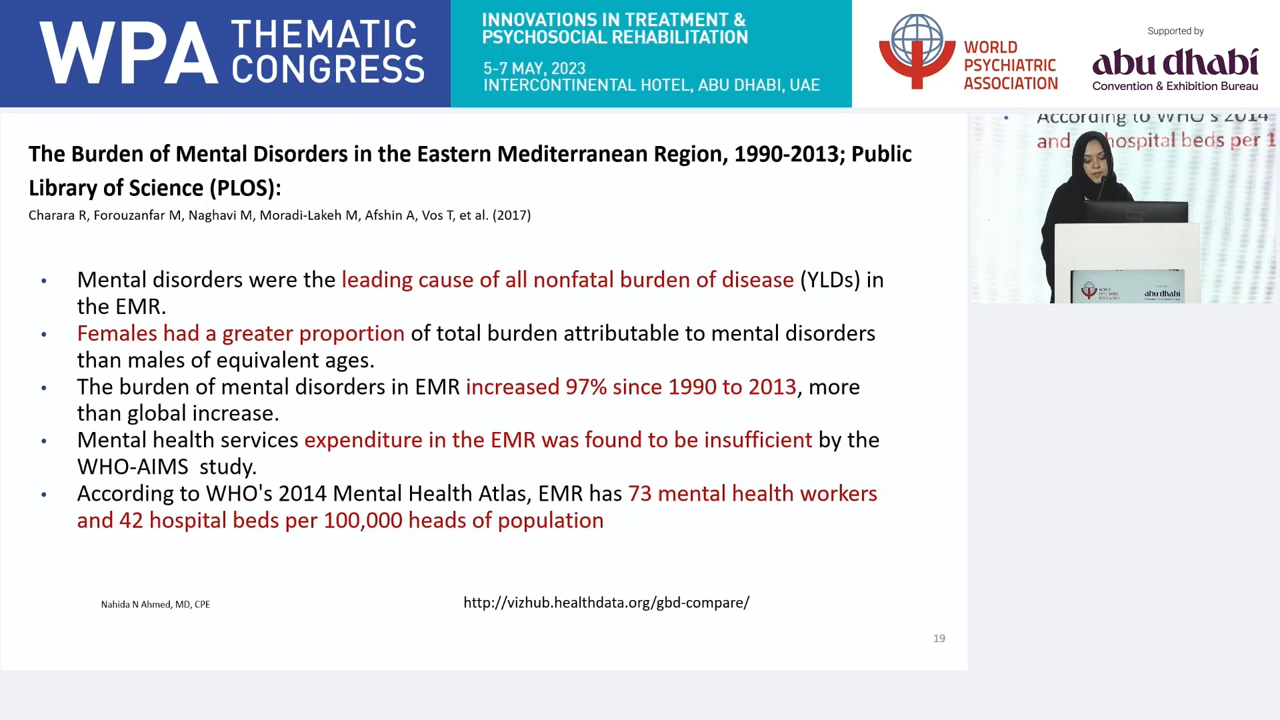 WPA THEMATIC
CONGRESS
INNOVATIONS IN TREATMENT &
PSYCHOSOCIAL REHABILITATION
5-7 MAY, 2023
INTERCONTINENTAL HOTEL, ABU DHABI, UAE
WORLD
PSYCHIATRIC
ASSOCIATION
Supported by
abu dhabi
Convention & Exhibition Bureau
The Burden of Mental Disorders in the Eastern Mediterranean Region, 1990-2013; Public
Library of Science (PLOS):
Charara R, Forouzanfar M, Naghavi M, Moradi-Lakeh M, Afshin A, Vos T, et al. (2017)
• Mental disorders were the leading cause of all nonfatal burden of disease (YLDs) in
the EMR.
• Females had a greater proportion of total burden attributable to mental disorders
than males of equivalent ages.
• The burden of mental disorders in EMR increased 97% since 1990 to 2013, more
than global increase.
• Mental health services expenditure in the EMR was found to be insufficient by the
WHO-AIMS study.
• According to WHO's 2014 Mental Health Atlas, EMR has 73 mental health workers
and 42 hospital beds per 100,000 heads of population
Nahida N Ahmed, MD, CPE
http://vizhub.healthdata.org/gbd-compare/
19
• According to WHO's 2014
and hospital beds per 1
abu dhabi